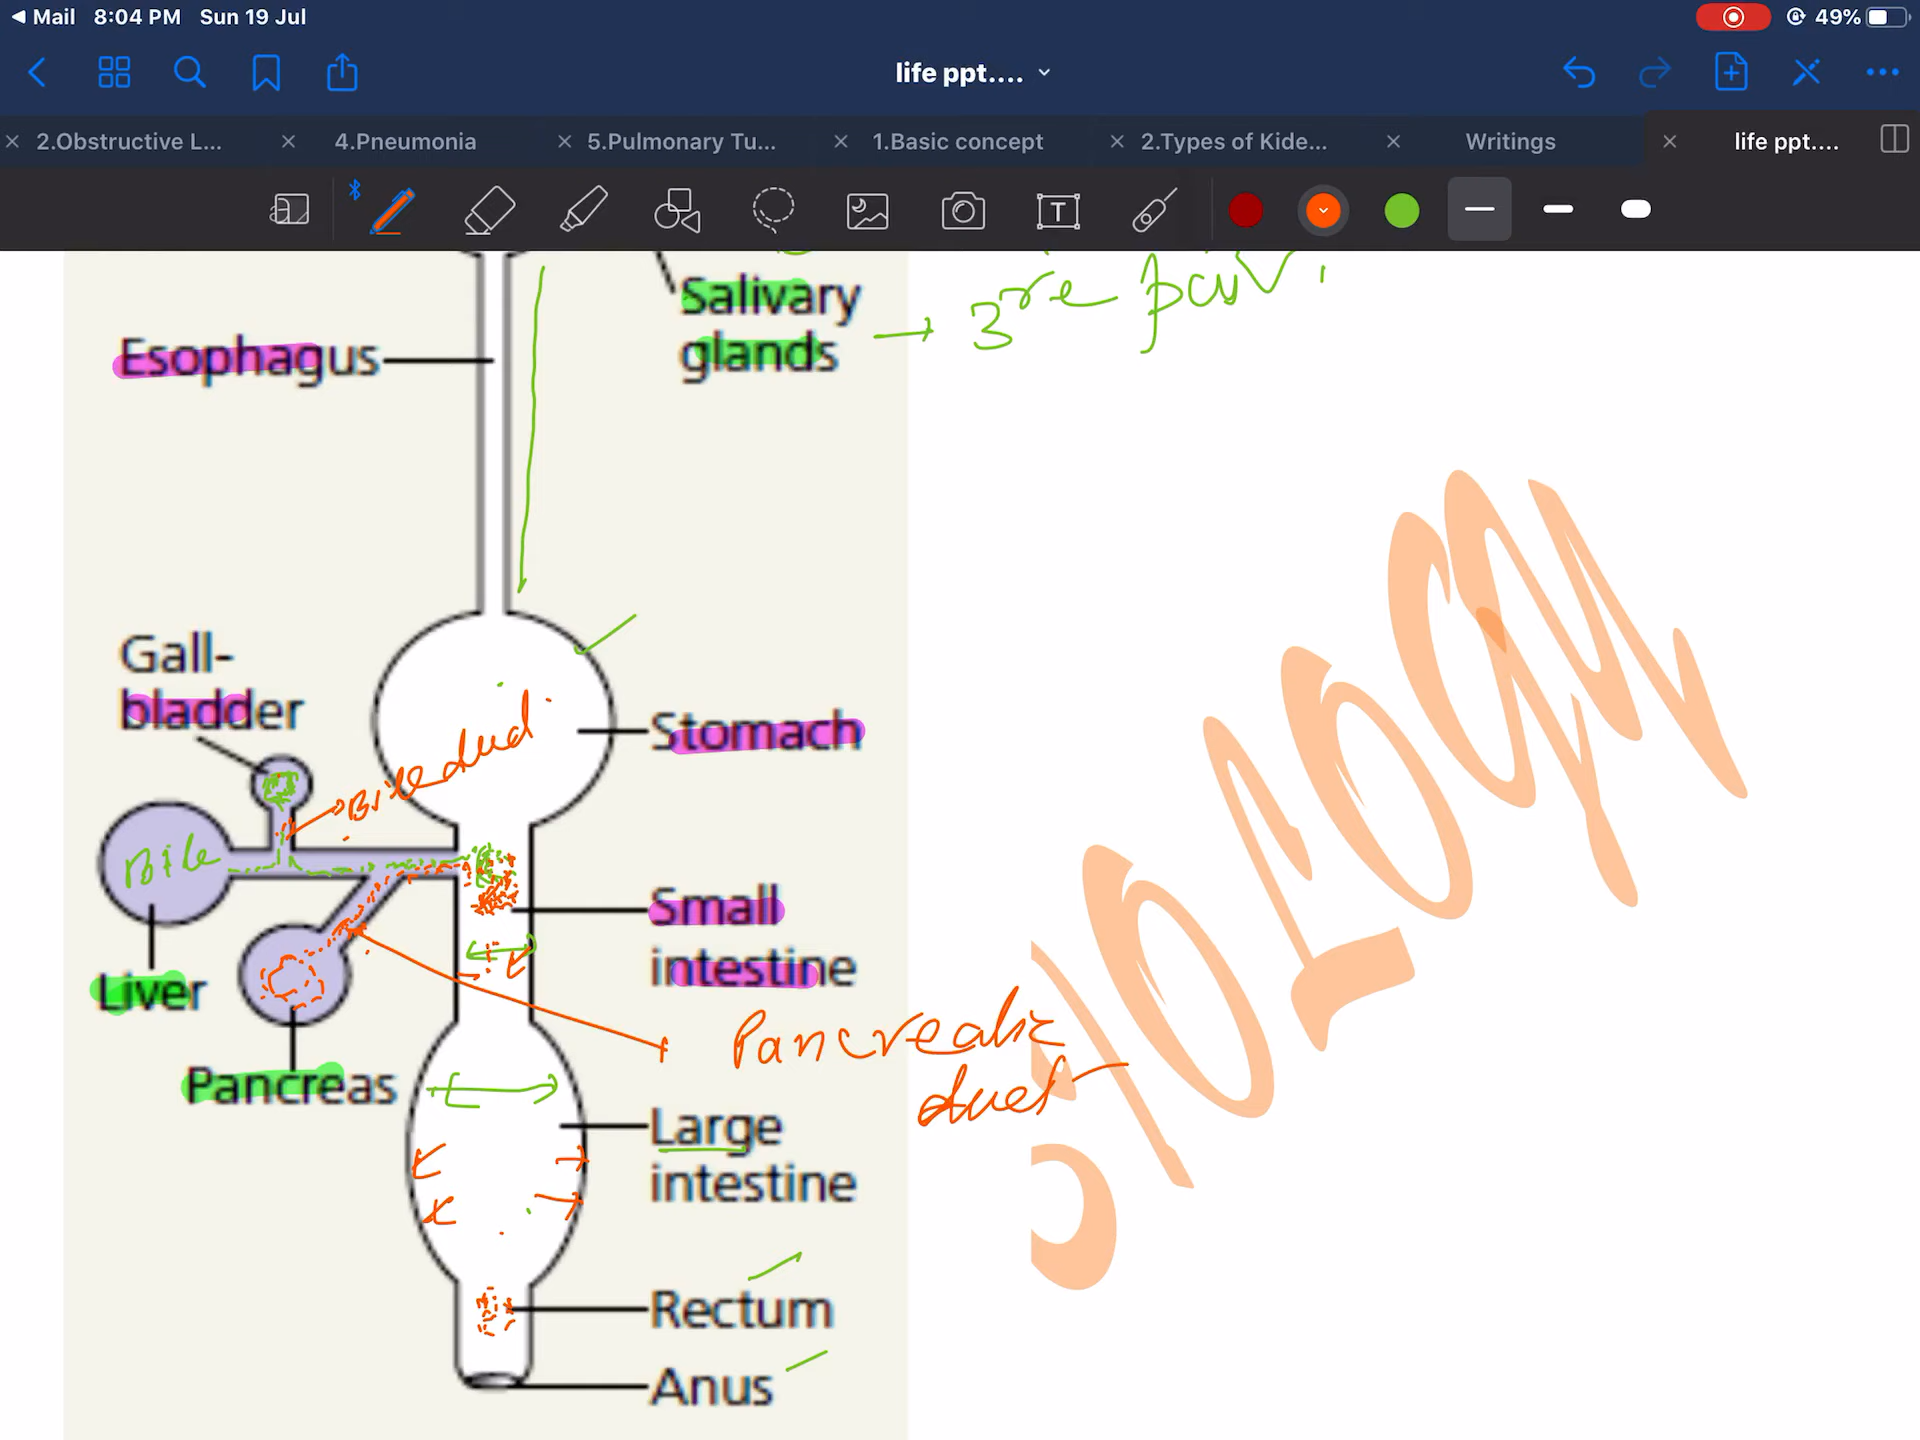 Mail 8:04 PM Sun 19 Jul
49%
life ppt....
2.Obstructive L...
4.Pneumonia
5.Pulmonary Tu...
1.Basic concept
2.Types of Kide...
Writings
life ppt....
T
Salivary
glands
Esophagus
Gall-
bladder
Stomach
Bile duct
Bile
Small
intestine
Liver
Pancreatic
duct
Pancreas
Large
intestine
Rectum
Anus